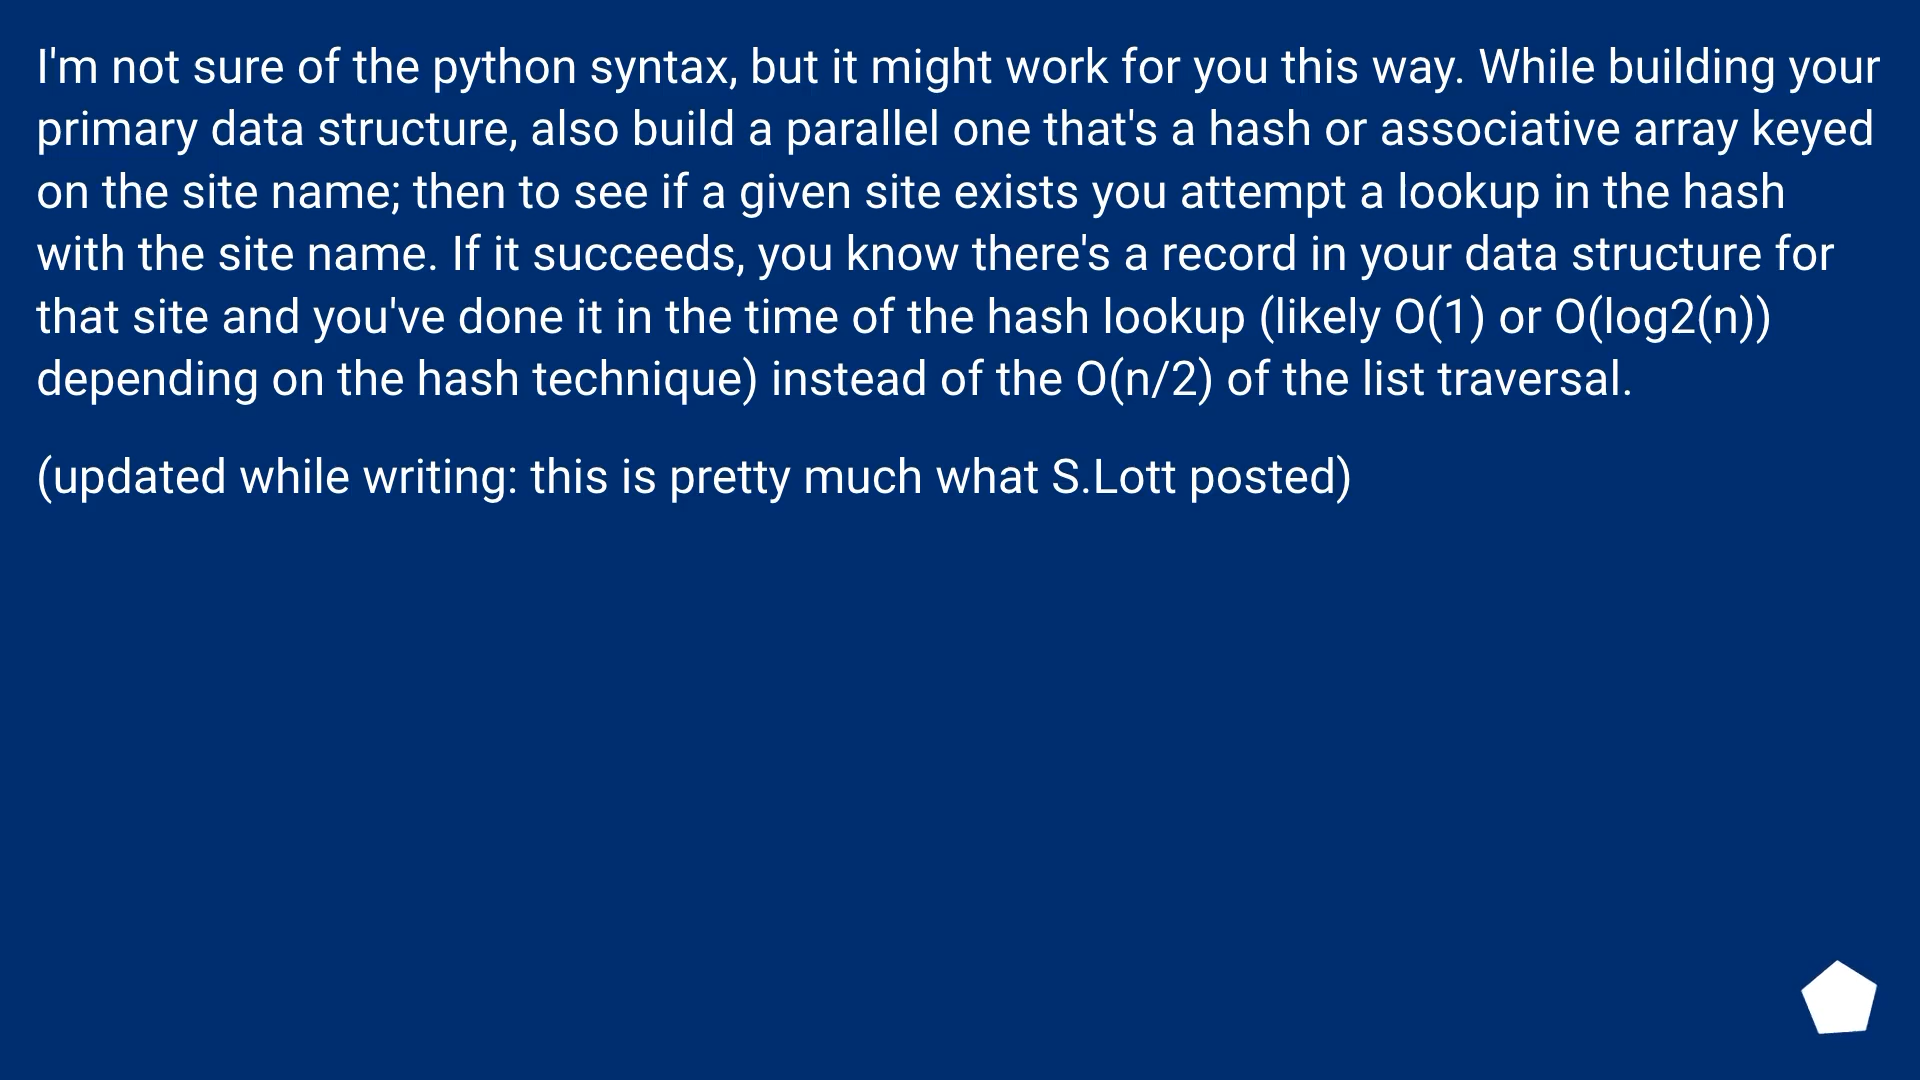 I'm not sure of the python syntax, but it might work for you this way. While building your
primary data structure, also build a parallel one that's a hash or associative array keyed
on the site name; then to see if a given site exists you attempt a lookup in the hash
with the site name. If it succeeds, you know there's a record in your data structure for
that site and you've done it in the time of the hash lookup (likely O(1) or O(log2(n))
depending on the hash technique) instead of the O(n/2) of the list traversal.
(updated while writing: this is pretty much what S.Lott posted)